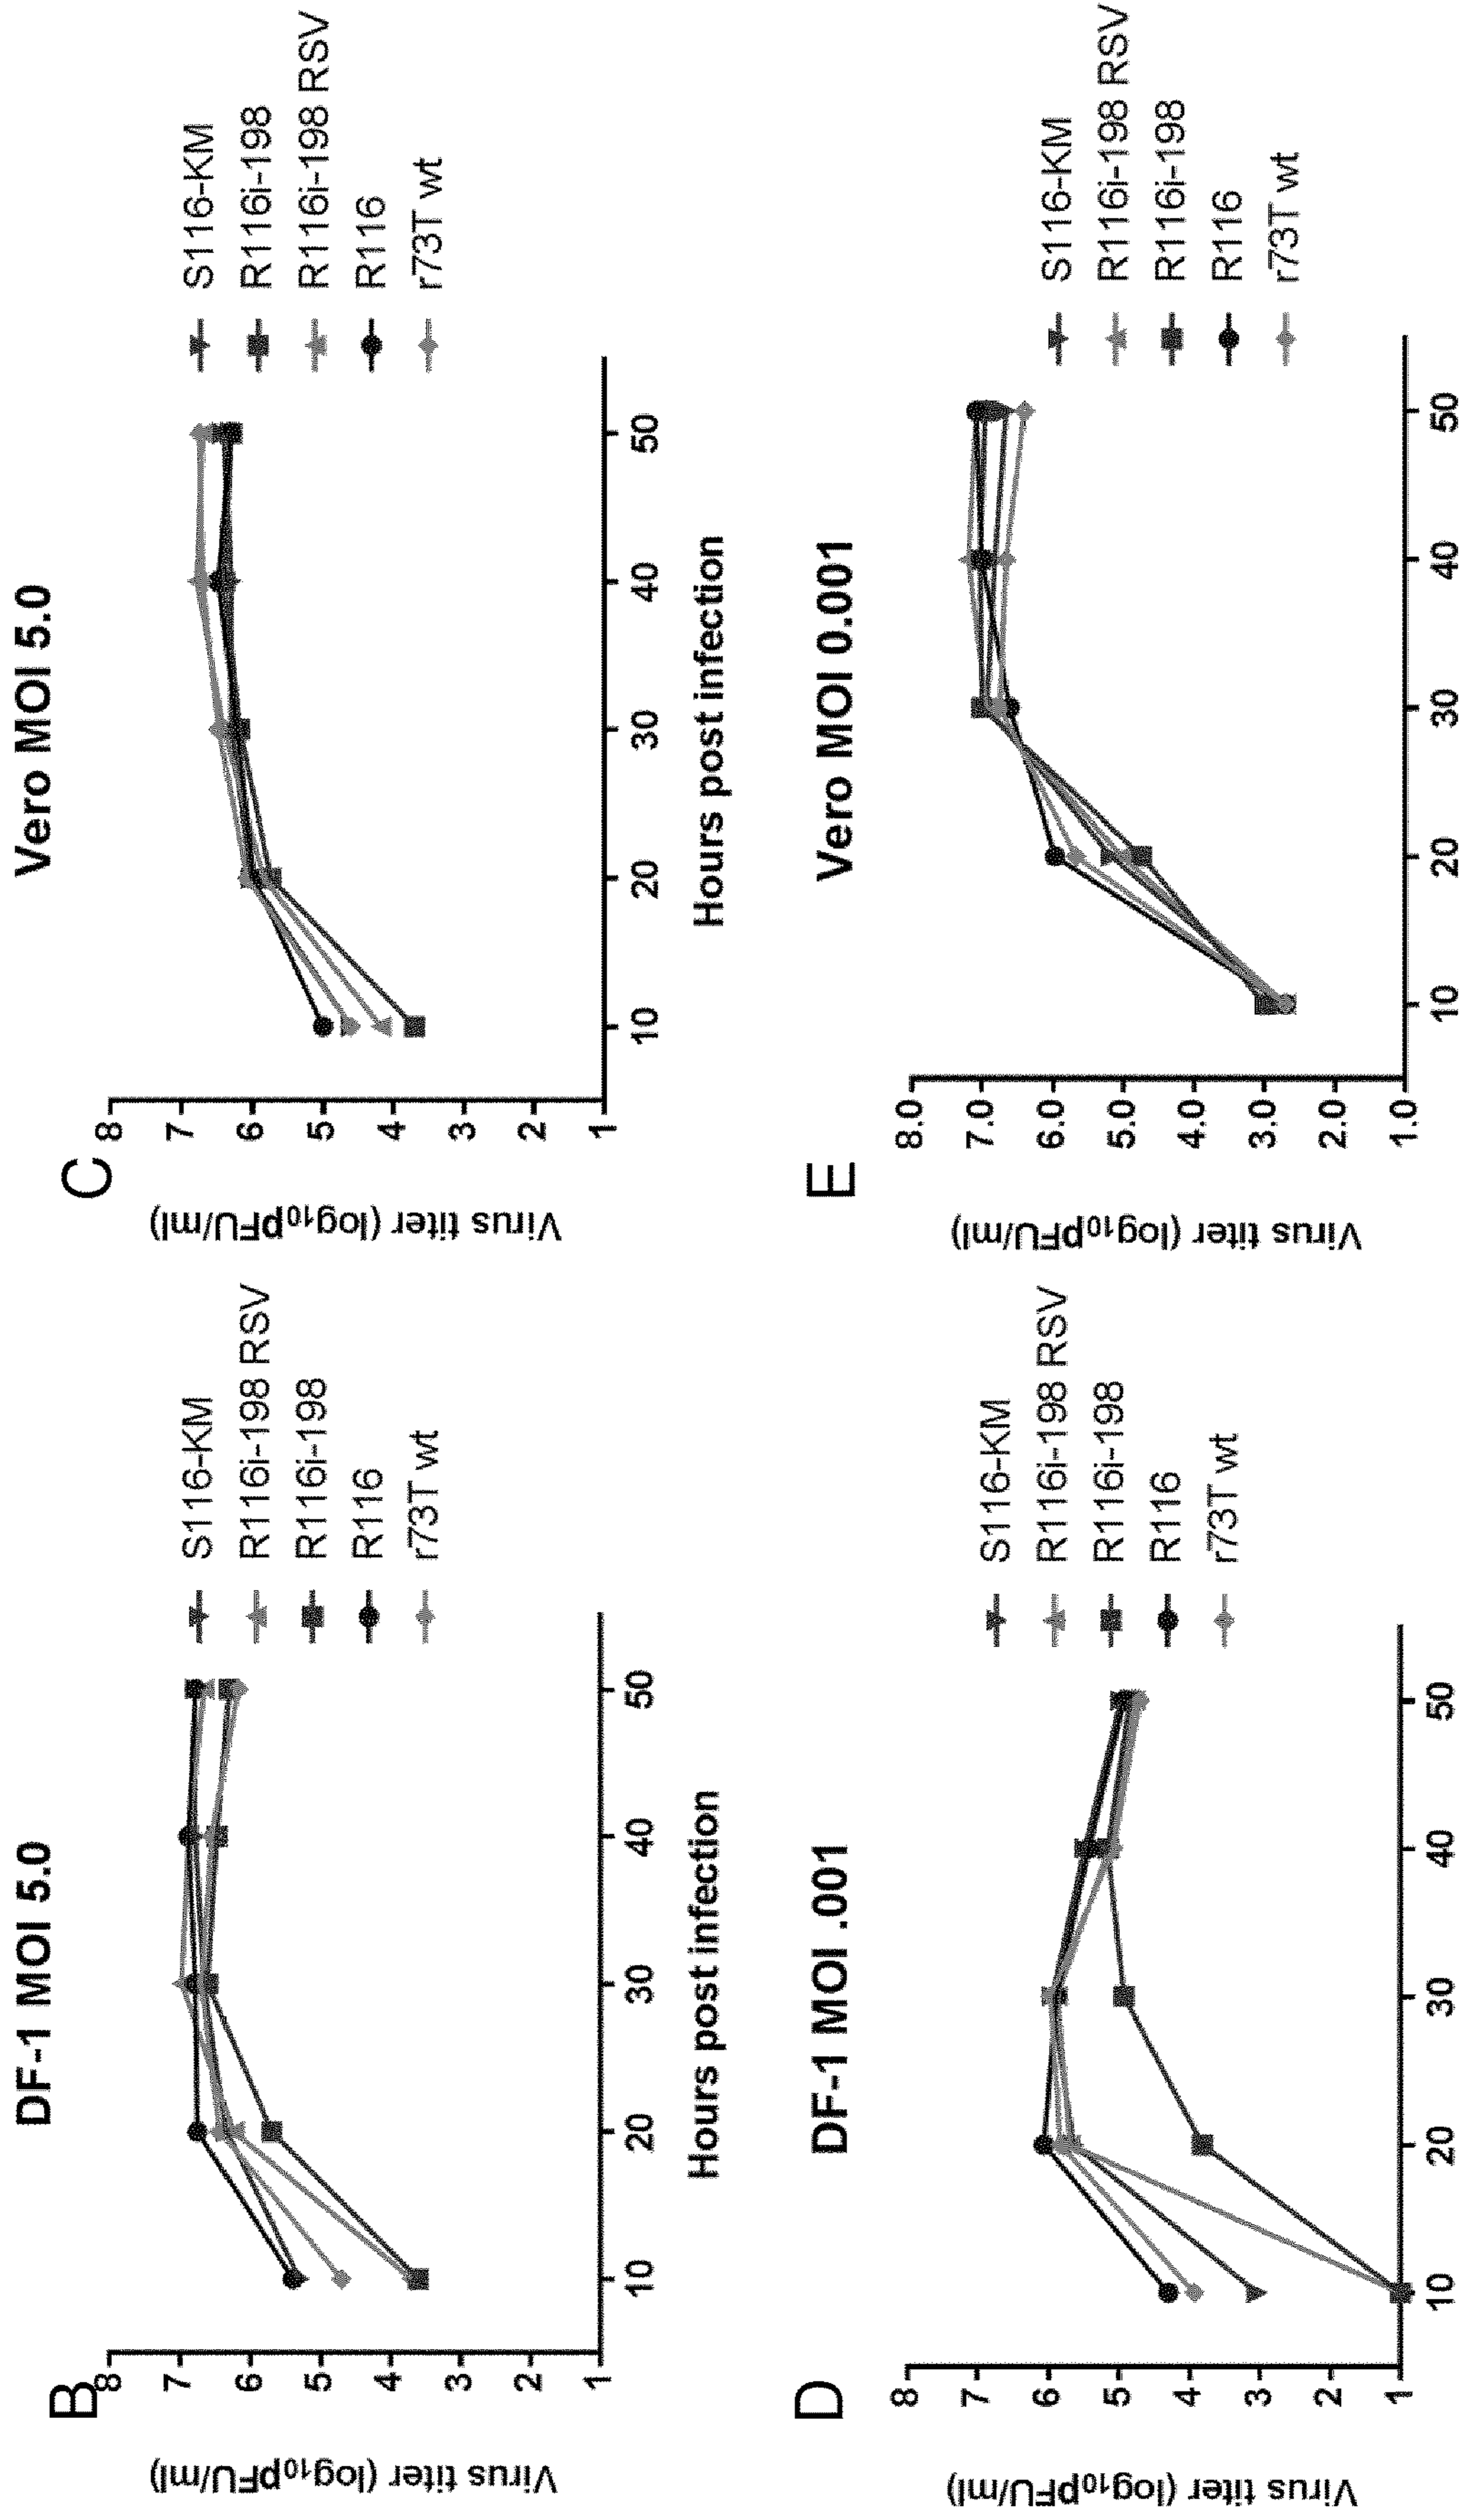 B
DF-1 MOI 5.0
Virus titer (log10pFU/ml)
8
7
6
5
4
3
2
1
10
20
30
40
50
Hours post infection
S116-KM
R116i-198 RSV
R116i-198
R116
r73T wt
C
Vero MOI 5.0
Virus titer (log10pFU/ml)
8
7
6
5
4
3
2
1
10
20
30
40
50
Hours post infection
S116-KM
R116i-198
R116i-198 RSV
R116
r73T wt
D
DF-1 MOI .001
Virus titer (log10pFU/ml)
8
7
6
5
4
3
2
1
10
20
30
40
50
S116-KM
R116i-198 RSV
R116i-198
R116
r73T wt
E
Vero MOI 0.001
Virus titer (log10pFU/ml)
8.0
7.0
6.0
5.0
4.0
3.0
2.0
1.0
10
20
30
40
50
S116-KM
R116i-198 RSV
R116i-198
R116
r73T wt